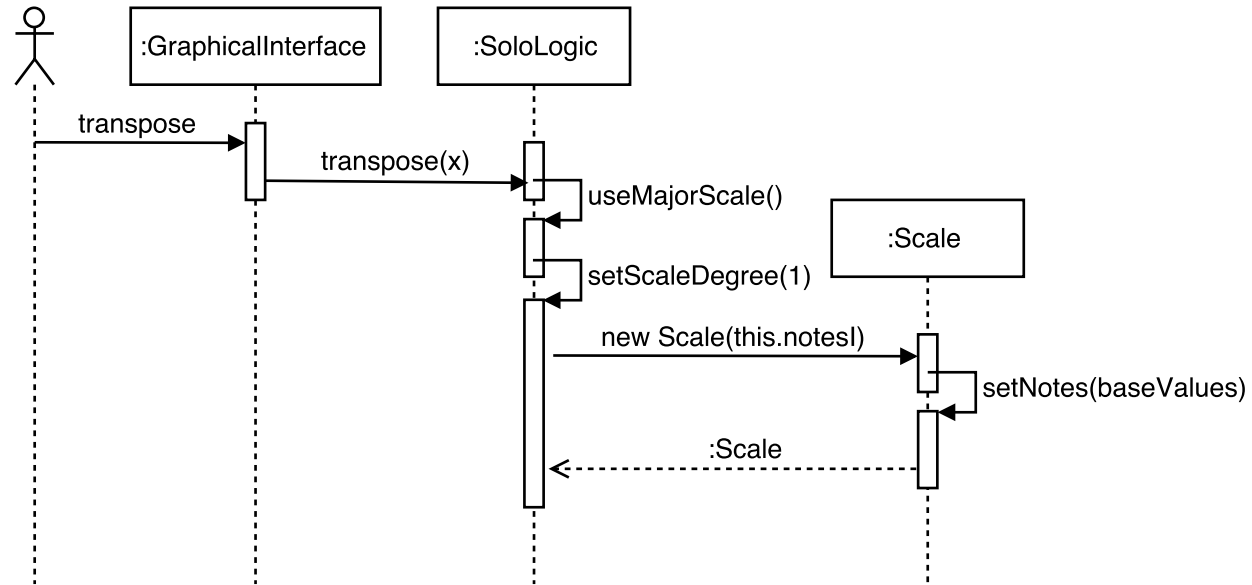 :GraphicalInterface
:SoloLogic
transpose
transpose(x)
useMajorScale()
:Scale
setScaleDegree(1)
new Scale(this.notesI)
setNotes(baseValues)
:Scale